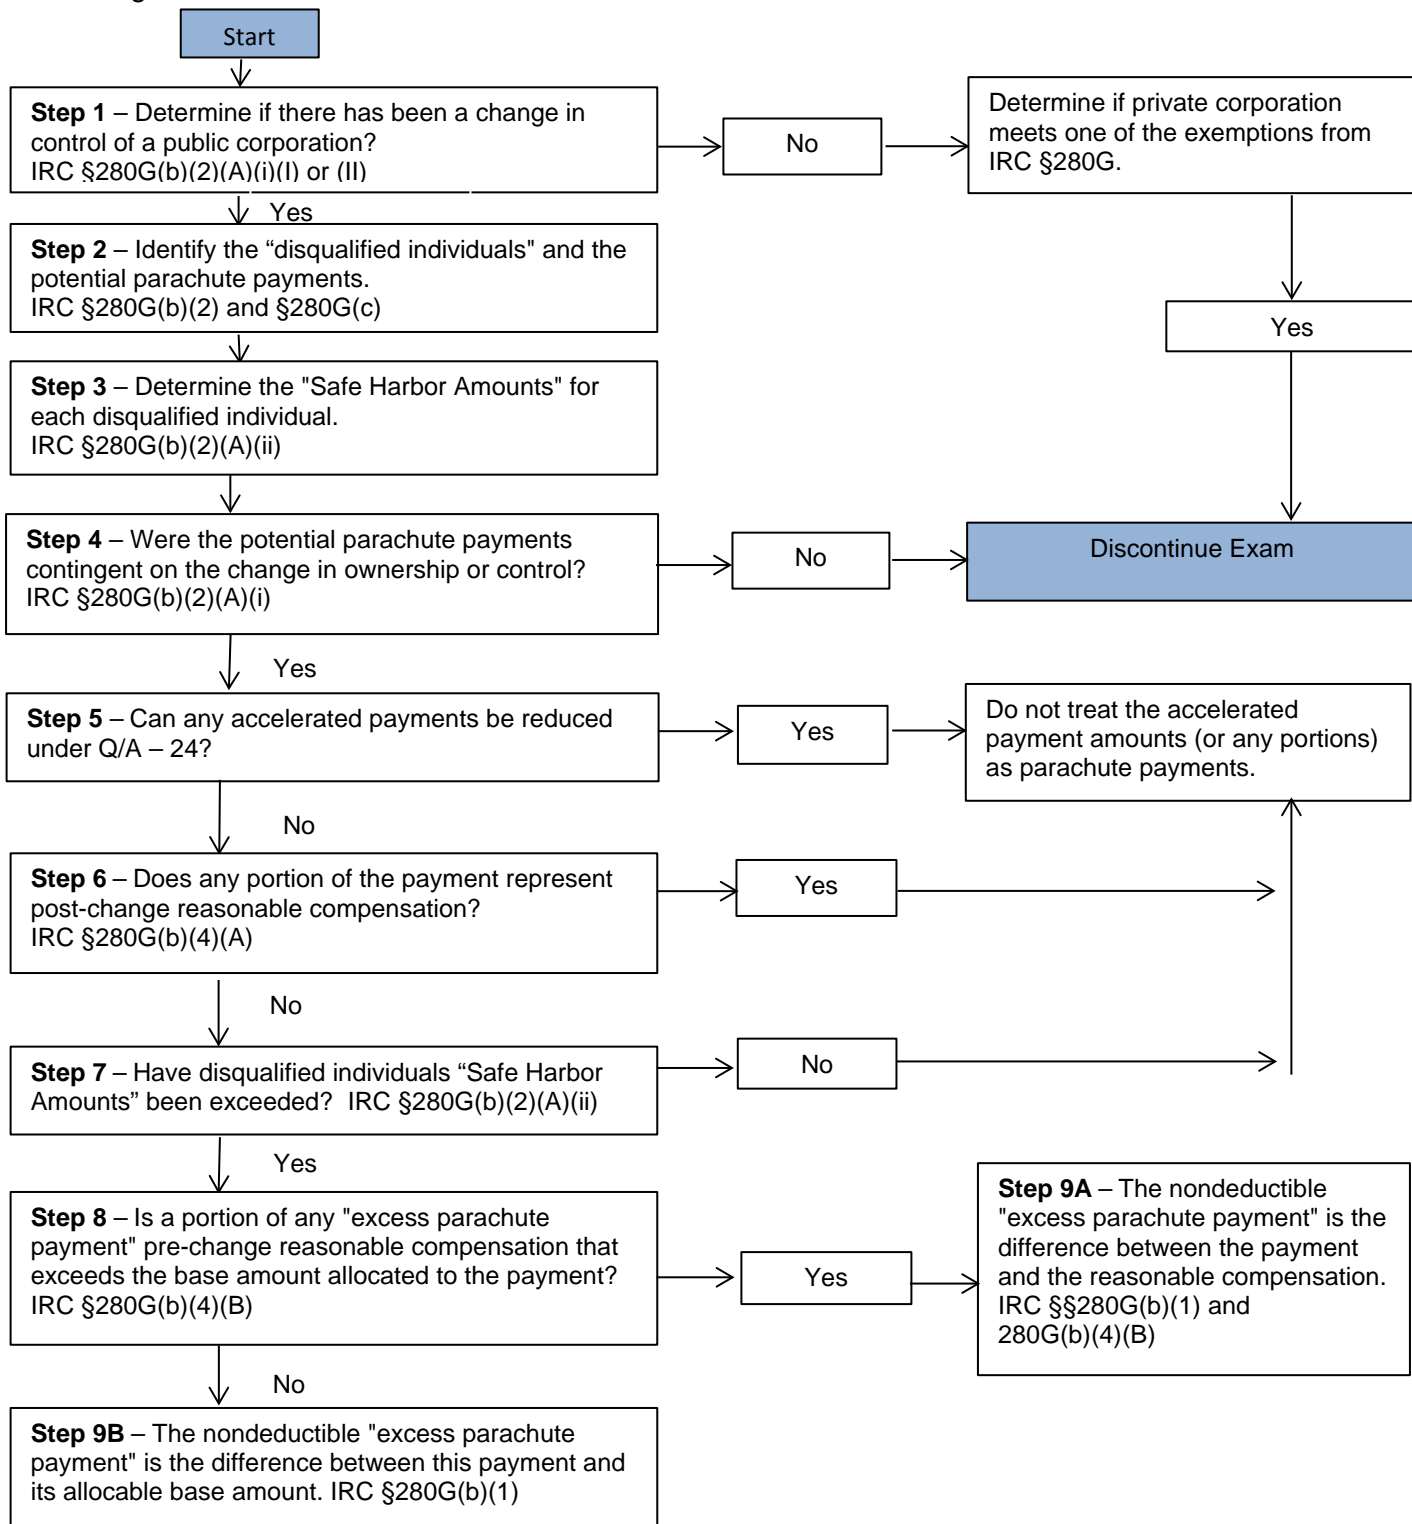 Start
Step 1 – Determine if there has been a change in
control of a public corporation?
IRC §280G(b)(2)(A)(i)(I) or (II)
No
Determine if private corporation
meets one of the exemptions from
IRC §280G.
Yes
Step 2 – Identify the “disqualified individuals" and the
potential parachute payments.
IRC §280G(b)(2) and §280G(c)
Yes
Step 3 – Determine the "Safe Harbor Amounts" for
each disqualified individual.
IRC §280G(b)(2)(A)(ii)
Step 4 – Were the potential parachute payments
contingent on the change in ownership or control?
IRC §280G(b)(2)(A)(i)
No
Discontinue Exam
Yes
Step 5 – Can any accelerated payments be reduced
under Q/A – 24?
Yes
Do not treat the accelerated
payment amounts (or any portions)
as parachute payments.
No
Step 6 – Does any portion of the payment represent
post-change reasonable compensation?
IRC §280G(b)(4)(A)
Yes
No
Step 7 – Have disqualified individuals “Safe Harbor
Amounts” been exceeded?  IRC §280G(b)(2)(A)(ii)
No
Yes
Step 8 – Is a portion of any "excess parachute
payment" pre-change reasonable compensation that
exceeds the base amount allocated to the payment?
IRC §280G(b)(4)(B)
Yes
Step 9A – The nondeductible
"excess parachute payment" is the
difference between the payment
and the reasonable compensation.
IRC §§280G(b)(1) and
280G(b)(4)(B)
No
Step 9B – The nondeductible "excess parachute
payment" is the difference between this payment and
its allocable base amount. IRC §280G(b)(1)